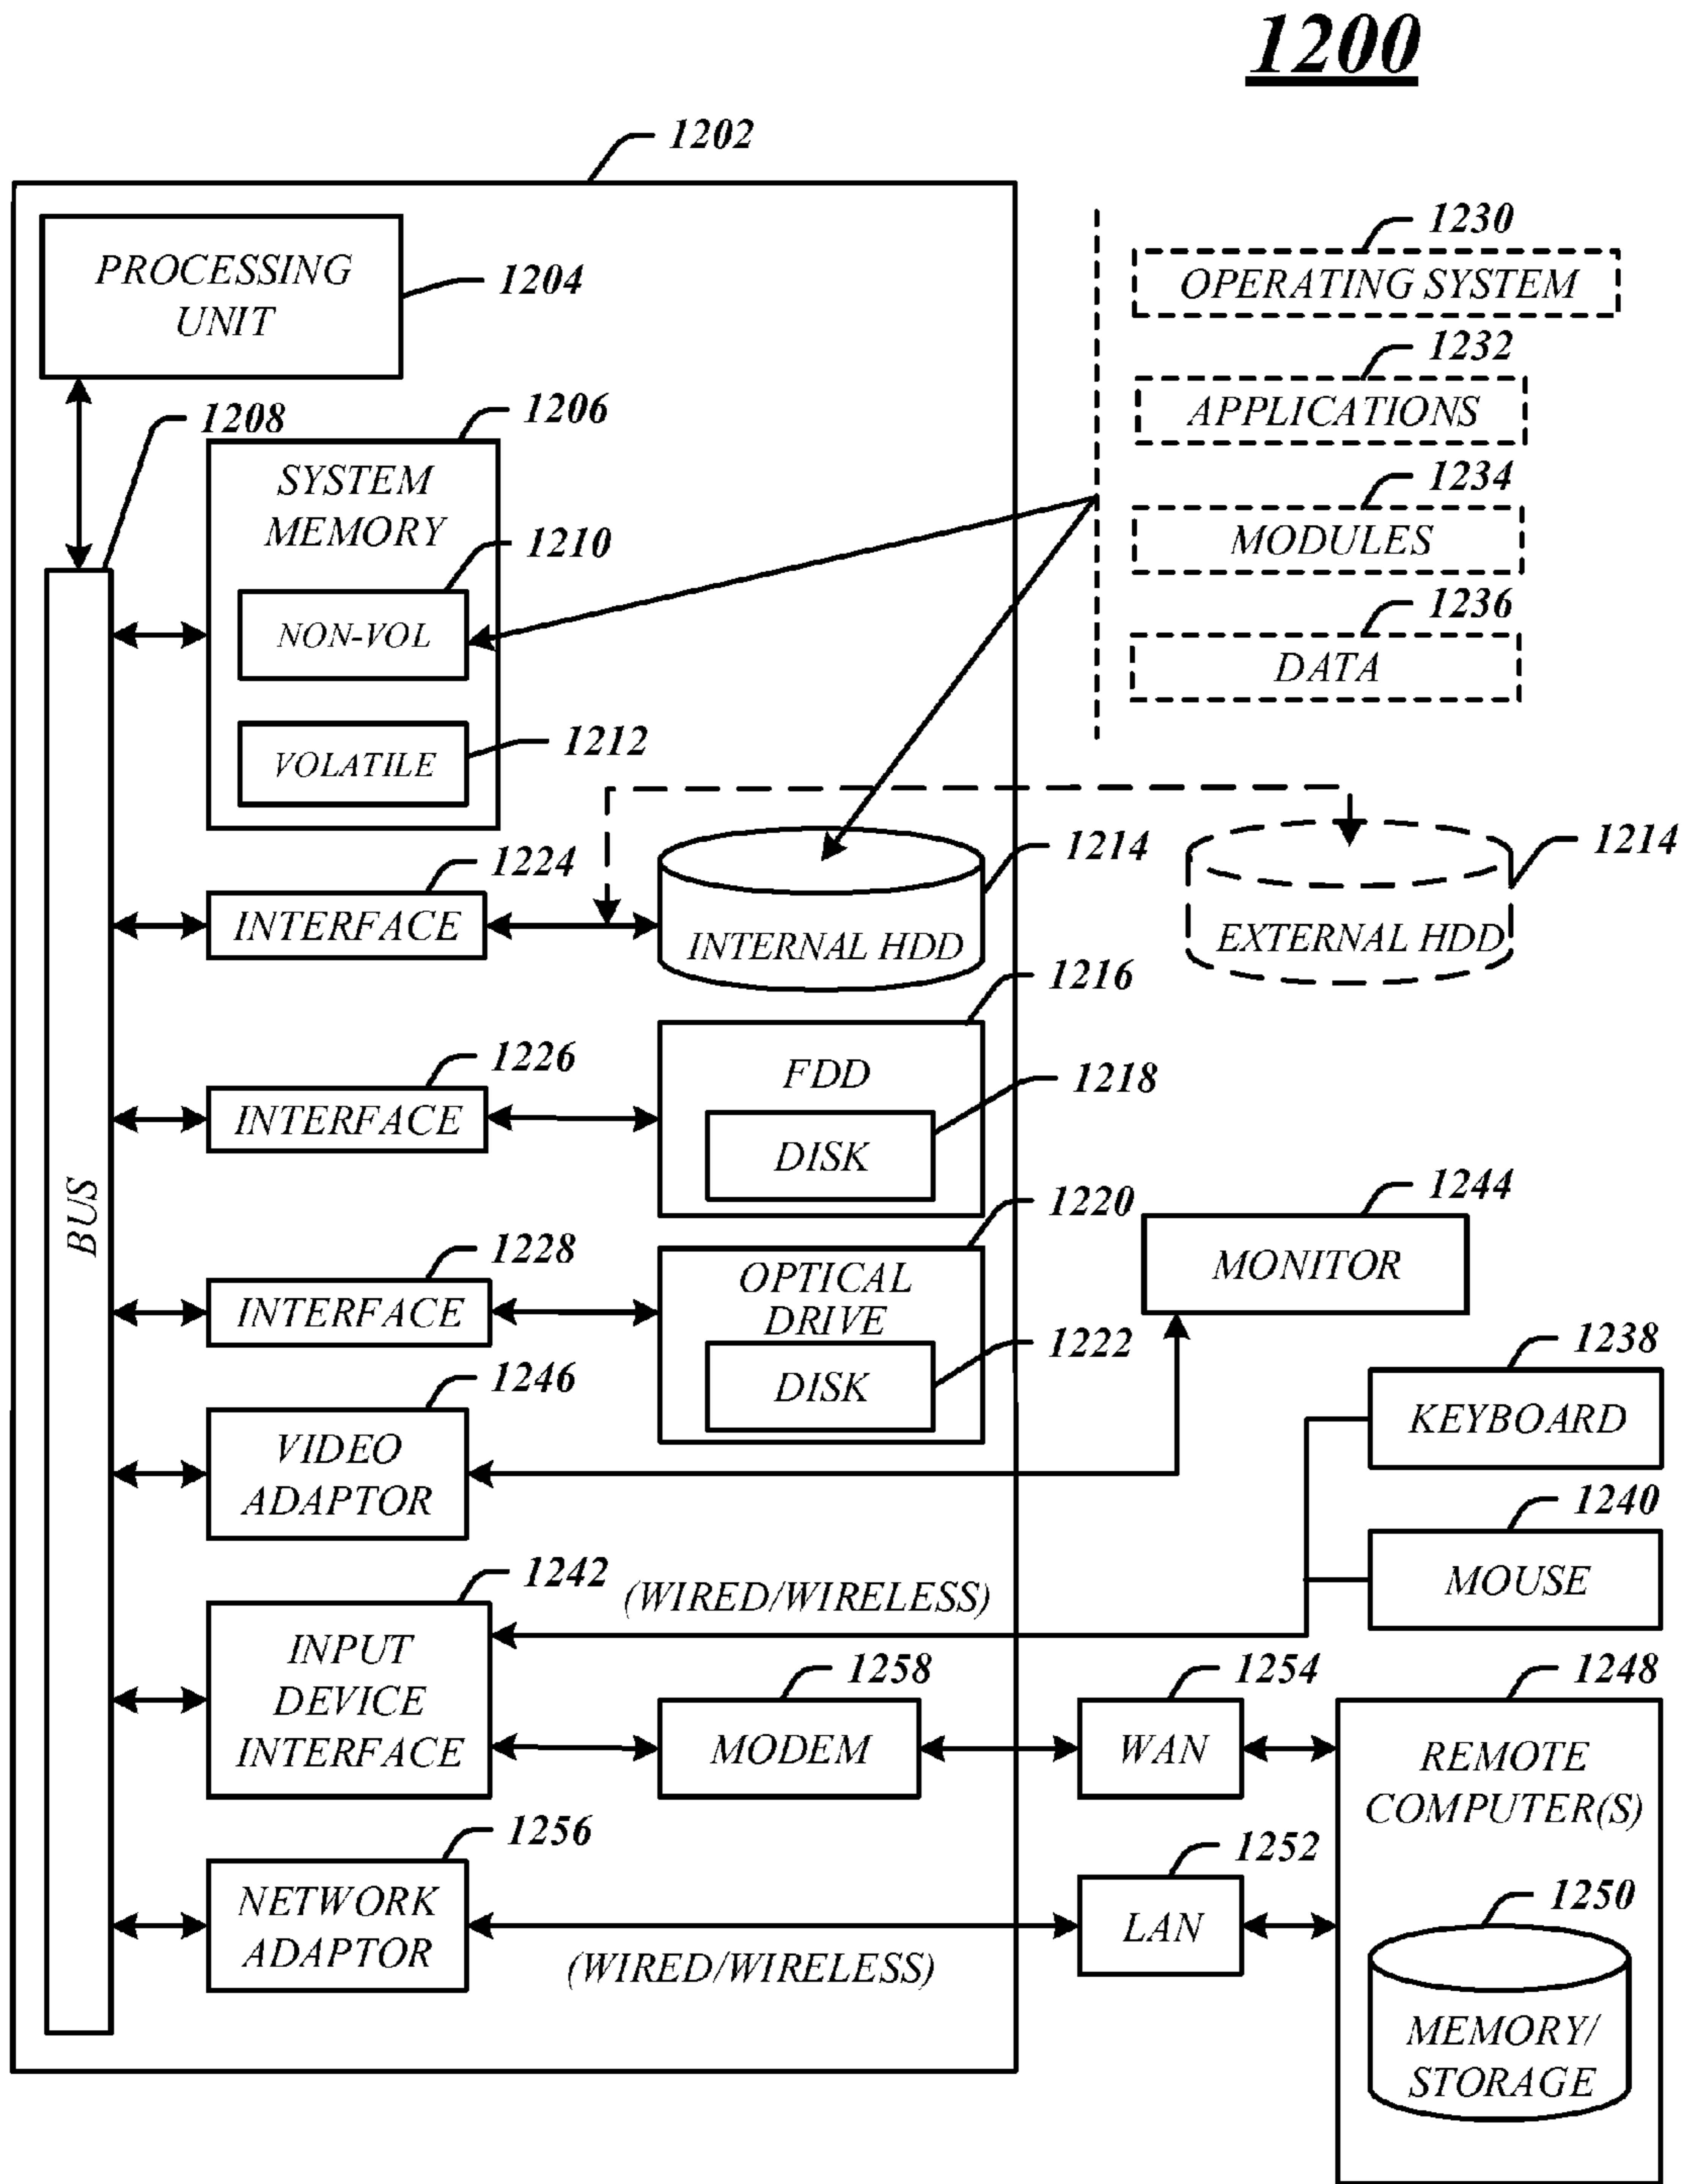 1200
1202
PROCESSING
UNIT
1204
1230
OPERATING SYSTEM
1232
APPLICATIONS
1234
MODULES
1236
DATA
1208
1206
SYSTEM
MEMORY
1210
NON-VOL
1212
VOLATILE
1224
INTERFACE
1214
INTERNAL HDD
1214
EXTERNAL HDD
1216
FDD
1218
DISK
1226
INTERFACE
BUS
1220
OPTICAL
DRIVE
1222
DISK
1228
INTERFACE
1244
MONITOR
1246
VIDEO
ADAPTOR
1238
KEYBOARD
1240
MOUSE
1242
INPUT
DEVICE
INTERFACE
(WIRED/WIRELESS)
1258
MODEM
1254
WAN
1248
REMOTE
COMPUTER(S)
1256
NETWORK
ADAPTOR
(WIRED/WIRELESS)
1252
LAN
1250
MEMORY/
STORAGE